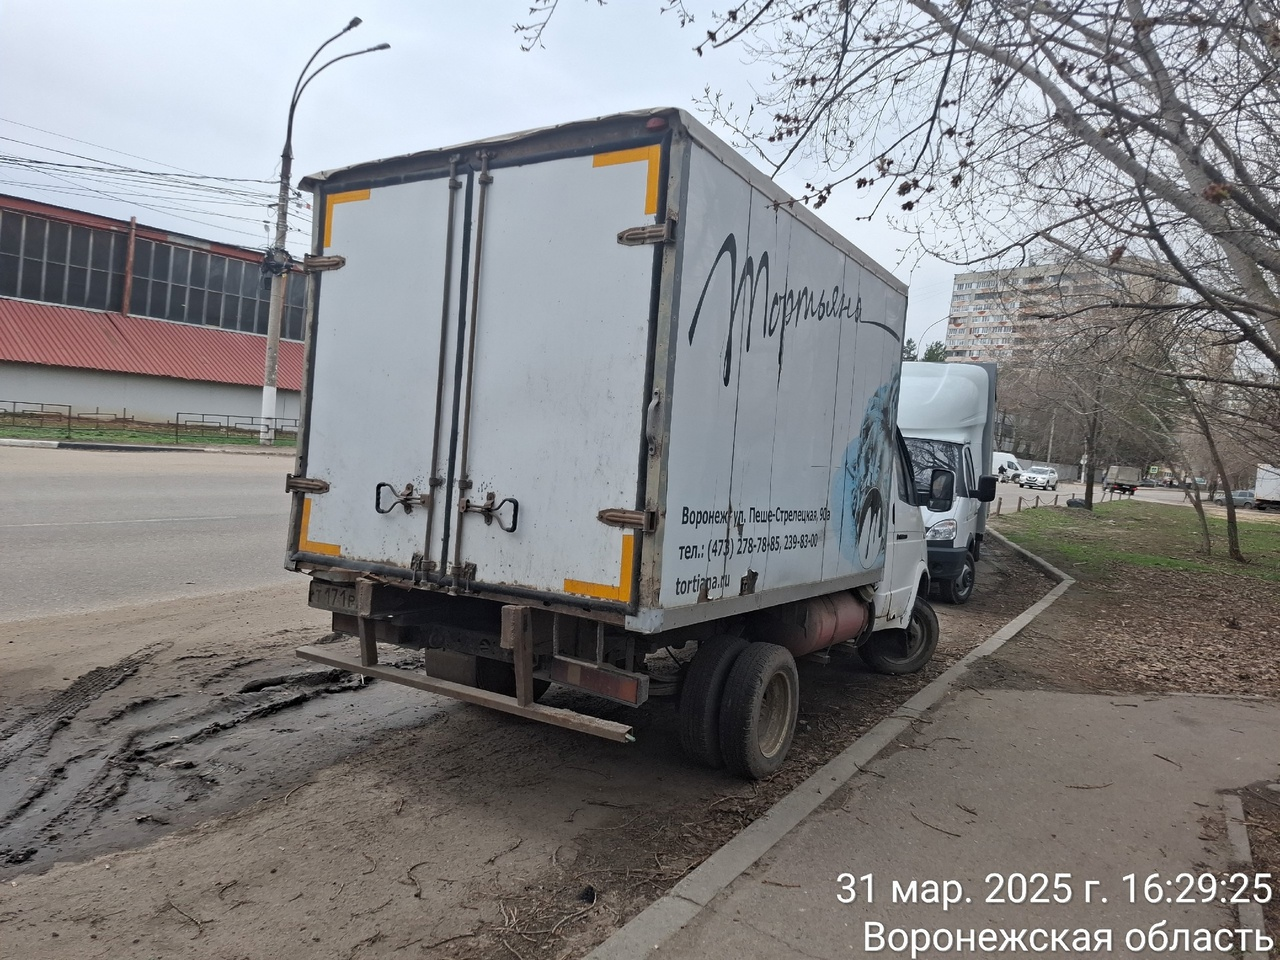 Тортьяна
Воронеж, ул. Пеше-Стрелецкая, 90а
тел.: (473) 278-78-85, 239-83-00
tortiana.ru
т171р
31 мар. 2025 г. 16:29:25
Воронежская область